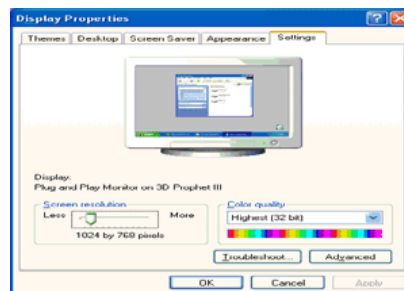 Display Properties
Themes Desktop Screen Saver Appearance Settings
Display:
Plug and Play Monitor on 3D Prophet III
Screen resolution
Less More
1024 by 768 pixels
Color quality
Highest (32 bit)
Troubleshoot... Advanced
OK Cancel Apply